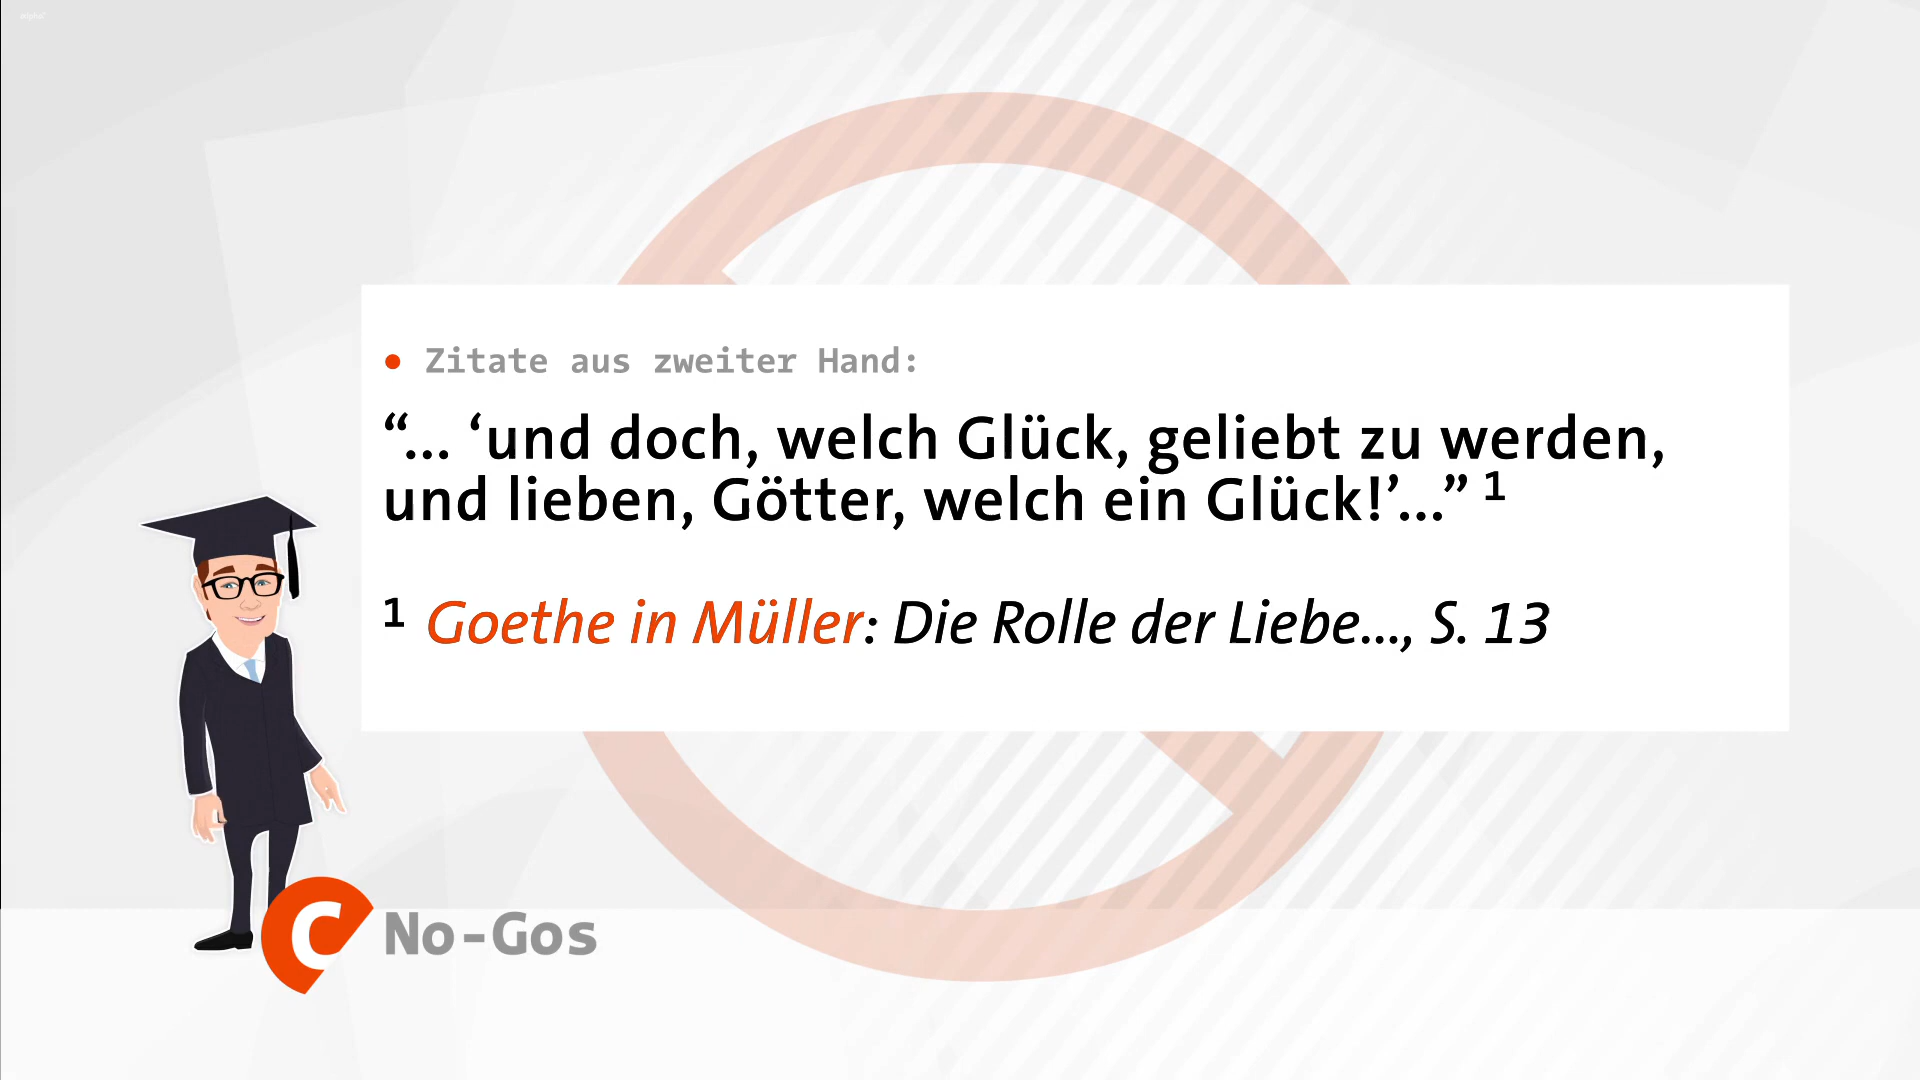 • Zitate aus zweiter Hand:
“... ‘und doch, welch Glück, geliebt zu werden,
und lieben, Götter, welch ein Glück!’...” ¹
¹ Goethe in Müller: Die Rolle der Liebe..., S. 13
C No-Gos